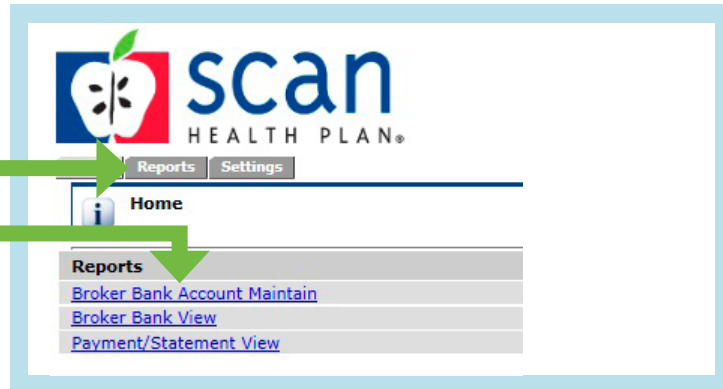 scan
HEALTH PLAN®
Reports Settings
Home
Reports
Broker Bank Account Maintain
Broker Bank View
Payment/Statement View